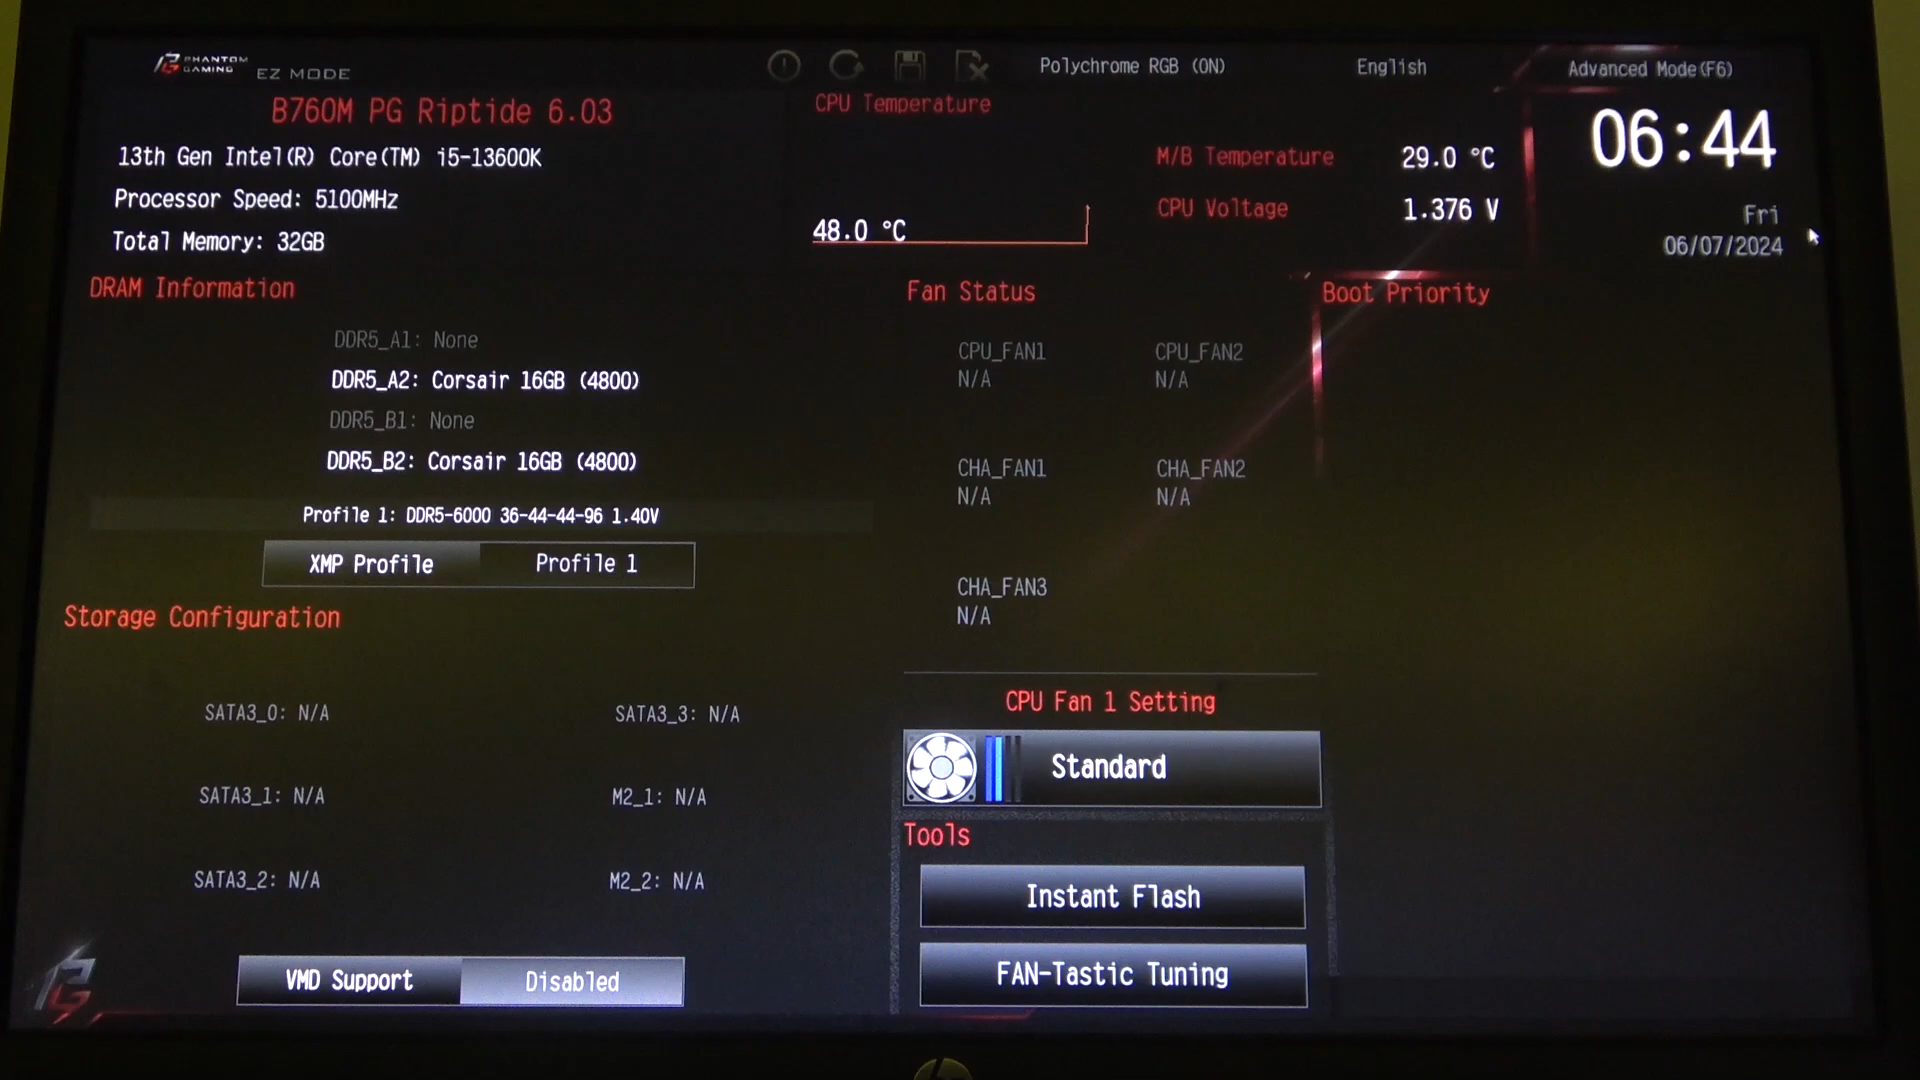 PHANTOM GAMING EZ MODE
Polychrome RGB (ON)
English
Advanced Mode(F6)
B760M PG Riptide 6.03
13th Gen Intel(R) Core(TM) i5-13600K
Processor Speed: 5100MHz
Total Memory: 32GB
CPU Temperature
48.0 °C
M/B Temperature 29.0 °C
CPU Voltage 1.376 V
06:44
Fri
06/07/2024
DRAM Information
DDR5_A1: None
DDR5_A2: Corsair 16GB (4800)
DDR5_B1: None
DDR5_B2: Corsair 16GB (4800)
Profile 1: DDR5-6000 36-44-44-96 1.40V
XMP Profile Profile 1
Storage Configuration
SATA3_0: N/A SATA3_3: N/A
SATA3_1: N/A M2_1: N/A
SATA3_2: N/A M2_2: N/A
VMD Support Disabled
Fan Status
CPU_FAN1 CPU_FAN2
N/A N/A
CHA_FAN1 CHA_FAN2
N/A N/A
CHA_FAN3
N/A
CPU Fan 1 Setting
Standard
Tools
Instant Flash
FAN-Tastic Tuning
Boot Priority